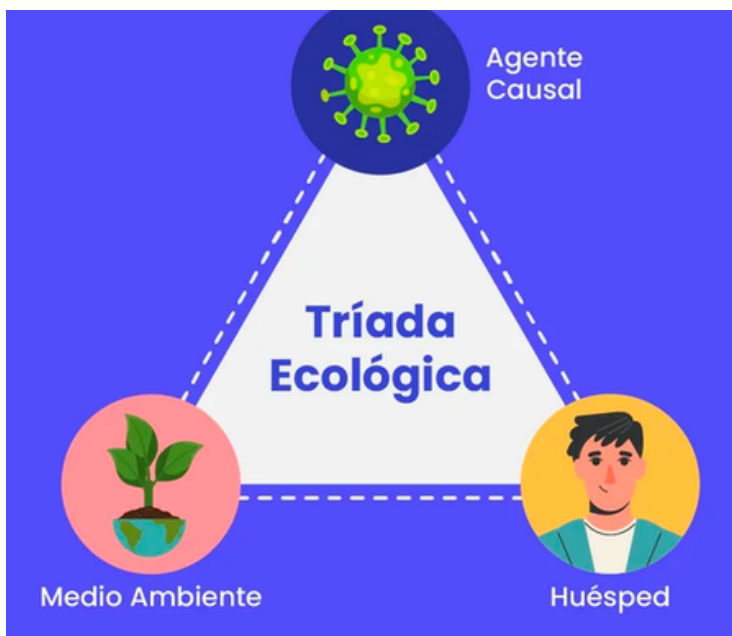 Agente
Causal
Tríada
Ecológica
Medio Ambiente
Huésped